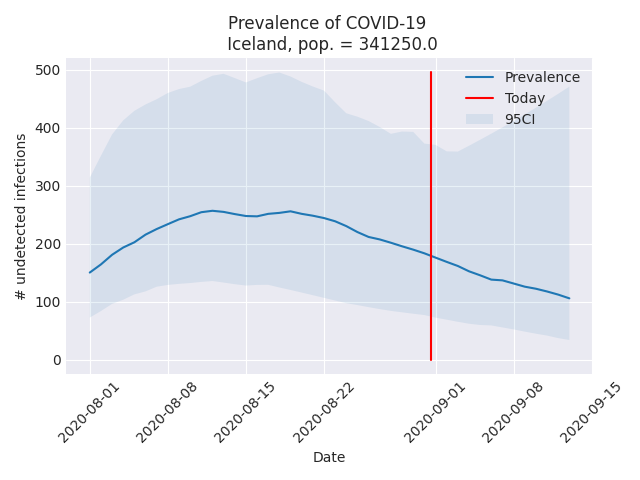 Prevalence of COVID-19
Iceland, pop. = 341250.0
500
400
300
200
100
0
# undetected infections
Prevalence
Today
95CI
2020-08-01
2020-08-08
2020-08-15
2020-08-22
2020-09-01
2020-09-08
2020-09-15
Date